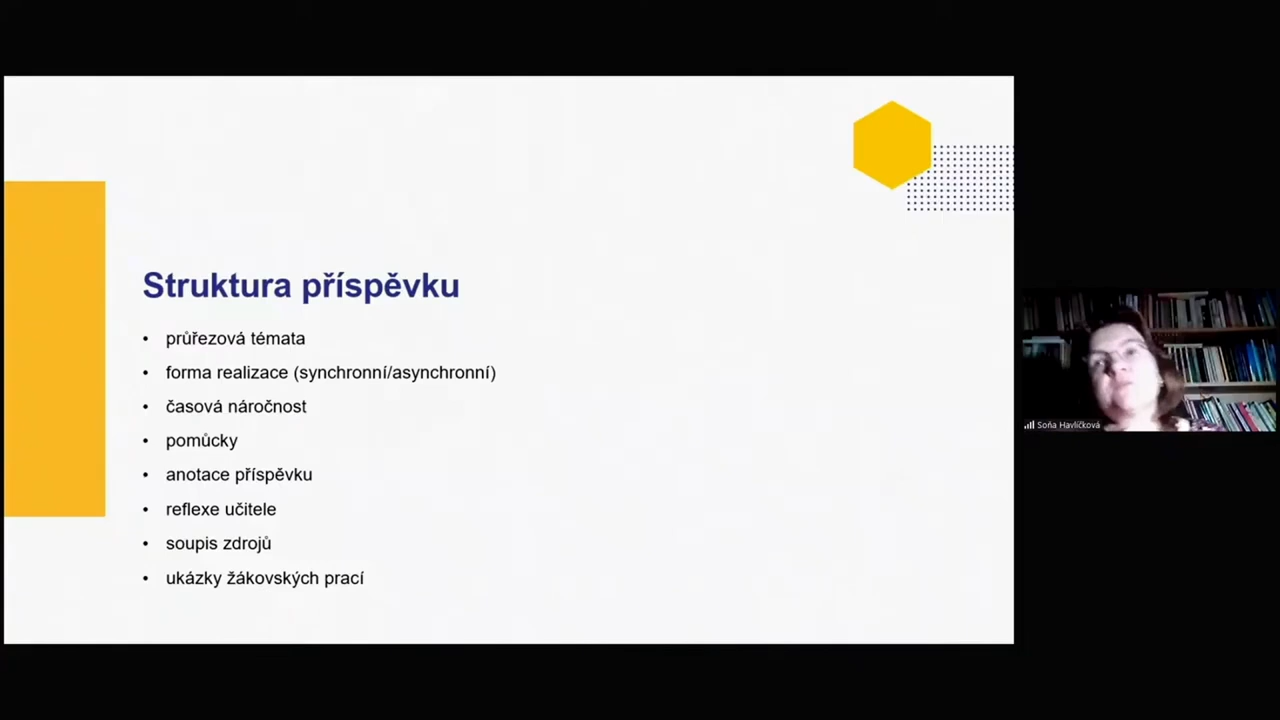 Struktura příspěvku
• průřezová témata
• forma realizace (synchronní/asynchronní)
• časová náročnost
• pomůcky
• anotace příspěvku
• reflexe učitele
• soupis zdrojů
• ukázky žákovských prací
Soňa Havlíčková